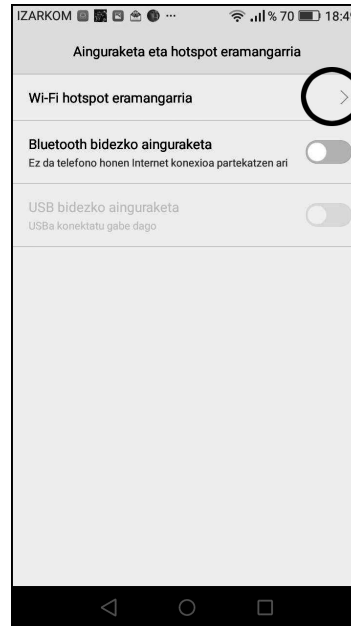 IZARKOM ... % 70 18:49
Ainguraketa eta hotspot eramangarria
Wi-Fi hotspot eramangarria
Bluetooth bidezko ainguraketa
Ez da telefono honen Internet konexioa partekatzen ari
USB bidezko ainguraketa
USBa konektatu gabe dago